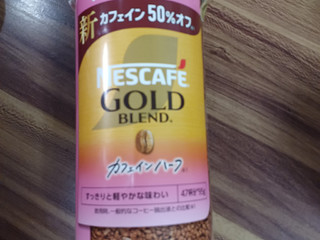 新 カフェイン50%オフ
NESCAFÉ
GOLD
BLEND
カフェインハーフ
すっきりと軽やかな味わい